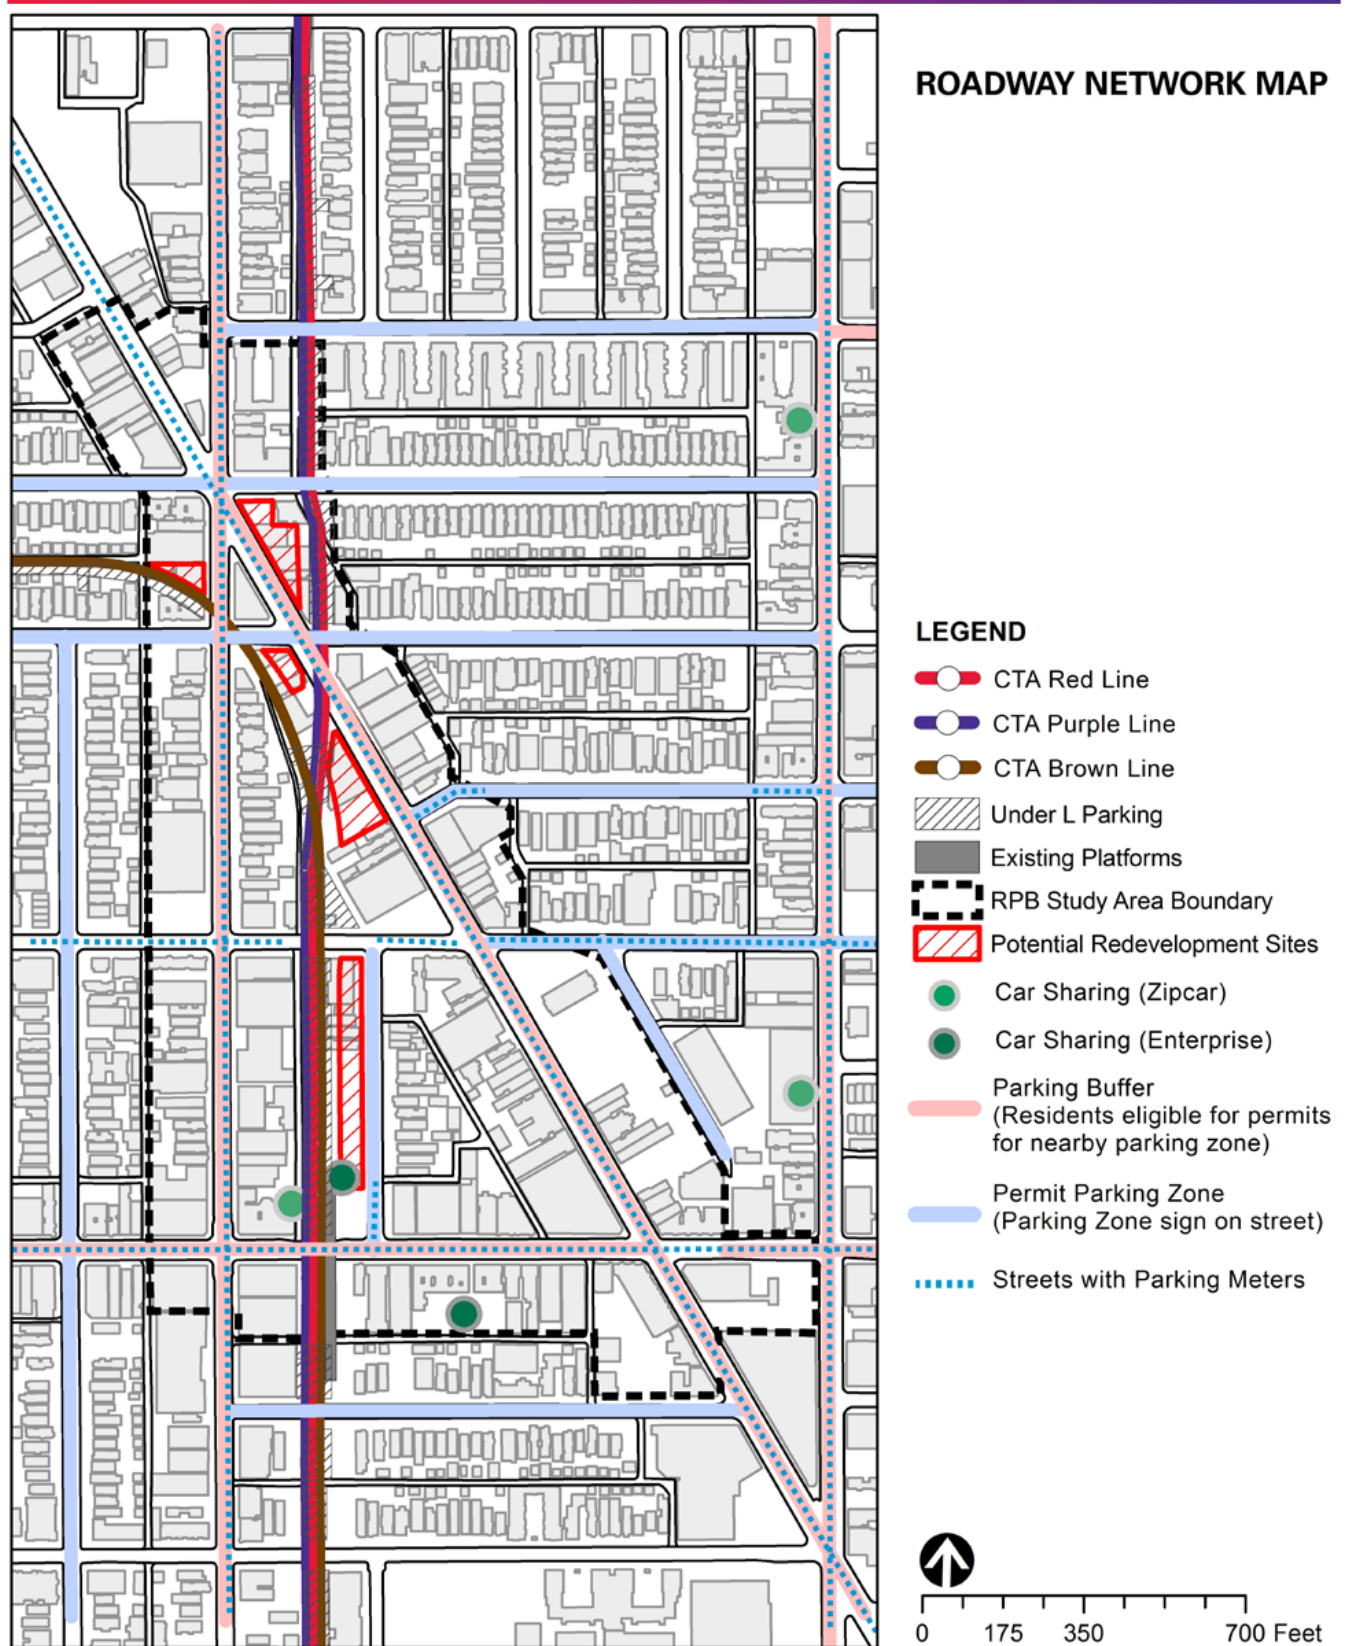 ROADWAY NETWORK MAP
LEGEND
CTA Red Line
CTA Purple Line
CTA Brown Line
Under L Parking
Existing Platforms
RPB Study Area Boundary
Potential Redevelopment Sites
Car Sharing (Zipcar)
Car Sharing (Enterprise)
Parking Buffer
(Residents eligible for permits
for nearby parking zone)
Permit Parking Zone
(Parking Zone sign on street)
Streets with Parking Meters
0 175 350 700 Feet